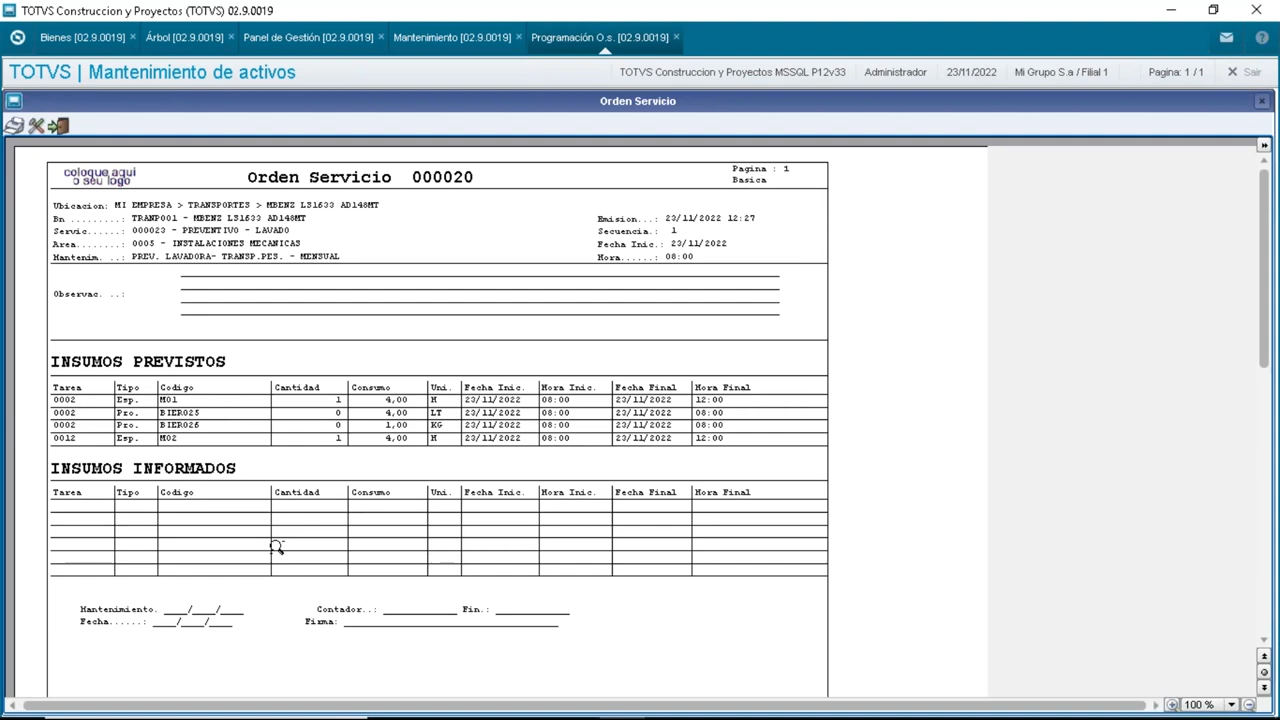 TOTVS Construccion y Proyectos (TOTVS) 02.9.0019
Bienes [02.9.0019] × Árbol [02.9.0019] × Panel de Gestión [02.9.0019] × Mantenimiento [02.9.0019] × Programación O.s. [02.9.0019] ×
TOTVS | Mantenimiento de activos TOTVS Construccion y Proyectos MSSQL P12v33 Administrador 23/11/2022 Mi Grupo S.a / Filial 1 Pagina: 1 / 1 Sair
Orden Servicio
coloque aqui
o seu logo
Orden Servicio 000020
Pagina : 1
Basica
Ubicacion: MI EMPRESA > TRANSPORTES > MBENZ LS1633 AD148MT
Bn ........: TRANP001 - MBENZ LS1633 AD148MT Emision...: 23/11/2022 12:27
Servic.....: 000023 - PREVENTIVO - LAVADO Secuencia.: 1
Area.......: 0005 - INSTALACIONES MECANICAS Fecha Inic.: 23/11/2022
Mantenim. ..: PREV. LAVADORA- TRANSP.PES. - MENSUAL Hora......: 08:00
Observac. ..:
INSUMOS PREVISTOS
Tarea Tipo Codigo Cantidad Consumo Uni. Fecha Inic. Hora Inic. Fecha Final Hora Final
0002 Esp. M01 1 4,00 H 23/11/2022 08:00 23/11/2022 12:00
0002 Pro. BIER025 0 4,00 LT 23/11/2022 08:00 23/11/2022 08:00
0002 Pro. BIER026 0 1,00 KG 23/11/2022 08:00 23/11/2022 08:00
0012 Esp. M02 1 4,00 H 23/11/2022 08:00 23/11/2022 12:00
INSUMOS INFORMADOS
Tarea Tipo Codigo Cantidad Consumo Uni. Fecha Inic. Hora Inic. Fecha Final Hora Final
Mantenimiento. ____/____/____ Contador..: ____________ Fin.: ____________
Fecha......: ____/____/____ Firma: ___________________________________
100 %